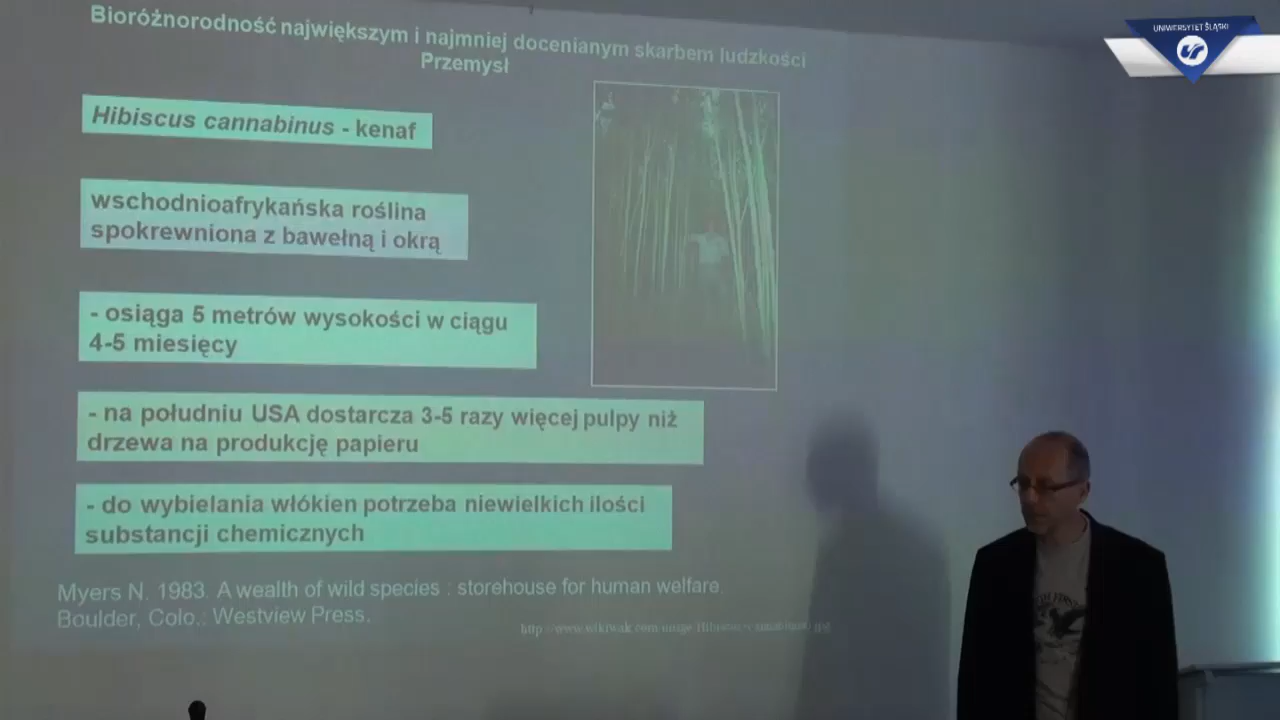 Bioróżnorodność największym i najmniej docenianym skarbem ludzkości
Przemysł
Hibiscus cannabinus - kenaf
wschodnioafrykańska roślina
spokrewniona z bawełną i okrą
- osiąga 5 metrów wysokości w ciągu
4-5 miesięcy
- na południu USA dostarcza 3-5 razy więcej pulpy niż
drzewa na produkcję papieru
- do wybielania włókien potrzeba niewielkich ilości
substancji chemicznych
Myers N. 1983. A wealth of wild species : storehouse for human welfare.
Boulder, Colo.: Westview Press.
UNIWERSYTET ŚLĄSKI